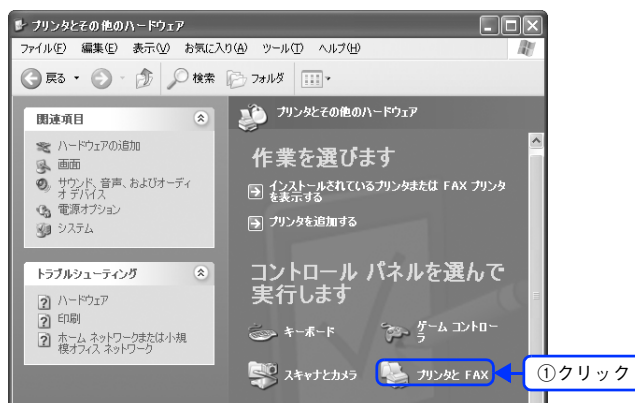 プリンタとその他のハードウェア
ファイル(F) 編集(E) 表示(V) お気に入り(A) ツール(T) ヘルプ(H)
戻る 検索 フォルダ
関連項目
ハードウェアの追加
画面
サウンド、音声、およびオーディ
オ デバイス
電源オプション
システム
トラブルシューティング
ハードウェア
印刷
ホーム ネットワークまたは小規
模オフィス ネットワーク
プリンタとその他のハードウェア
作業を選びます
インストールされているプリンタまたは FAX プリンタ
を表示する
プリンタを追加する
コントロール パネルを選んで
実行します
キーボード
ゲーム コントロー
ラ
スキャナとカメラ
プリンタと FAX
①クリック